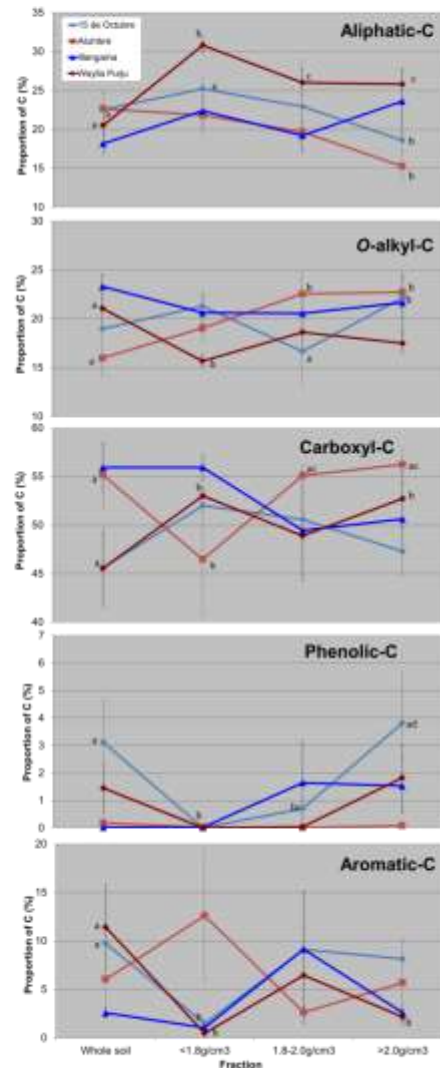 Aliphatic-C
15 de Octubre
Alumbre
Illangama
Waylla Pugju
Proportion of C (%)
35
30
25
20
15
10
O-alkyl-C
Proportion of C (%)
30
25
20
15
10
Carboxyl-C
Proportion of C (%)
60
55
50
45
40
Phenolic-C
Proportion of C (%)
7
6
5
4
3
2
1
0
Aromatic-C
Proportion of C (%)
20
15
10
5
0
Whole soil <1.8g/cm3 1.8-2.0g/cm3 >2.0g/cm3
Fraction